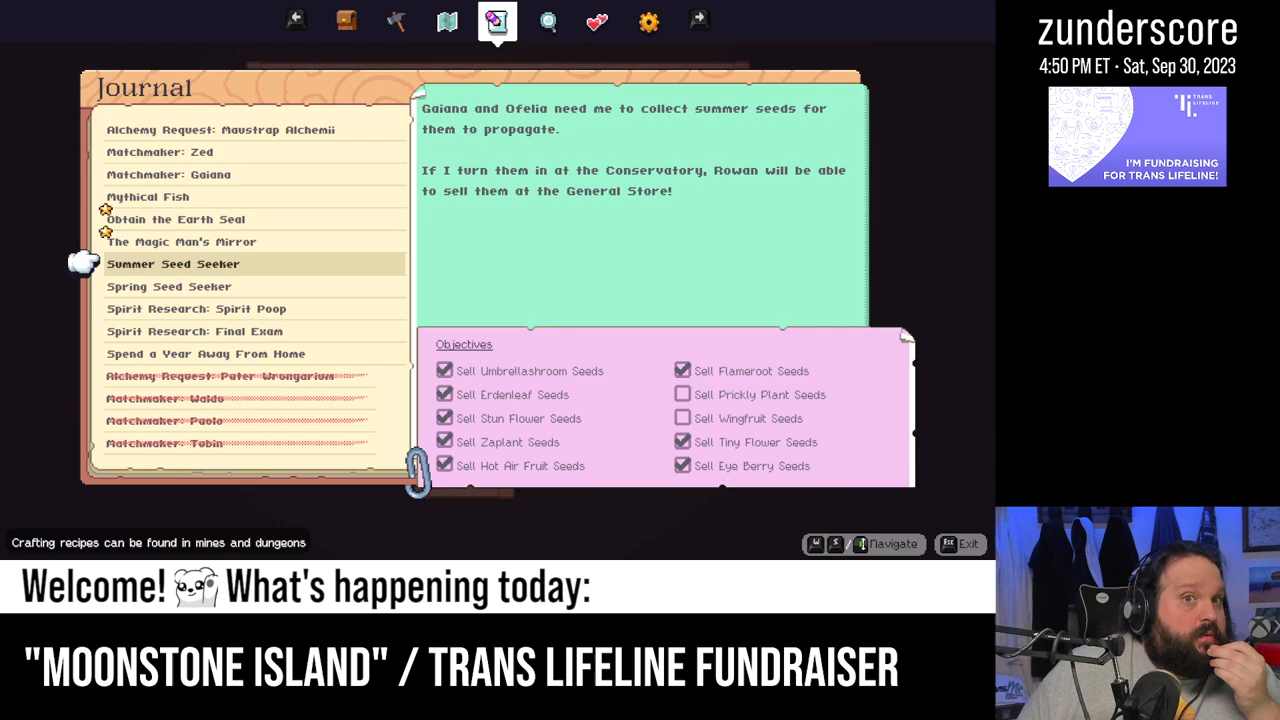 Journal
Alchemy Request: Maustrap Alchemii
Matchmaker: Zed
Matchmaker: Gaiana
Mythical Fish
Obtain the Earth Seal
The Magic Man's Mirror
Summer Seed Seeker
Spring Seed Seeker
Spirit Research: Spirit Poop
Spirit Research: Final Exam
Spend a Year Away From Home
Alchemy Request: Pater Wrongarium
Matchmaker: Waldo
Matchmaker: Paolo
Matchmaker: Tobin
Gaiana and Ofelia need me to collect summer seeds for
them to propagate.
If I turn them in at the Conservatory, Rowan will be able
to sell them at the General Store!
Objectives
Sell Umbrellashroom Seeds
Sell Erdenleaf Seeds
Sell Stun Flower Seeds
Sell Zaplant Seeds
Sell Hot Air Fruit Seeds
Sell Flameroot Seeds
Sell Prickly Plant Seeds
Sell Wingfruit Seeds
Sell Tiny Flower Seeds
Sell Eye Berry Seeds
Crafting recipes can be found in mines and dungeons
W S / Navigate
Esc Exit
Welcome! What's happening today:
"MOONSTONE ISLAND" / TRANS LIFELINE FUNDRAISER
zunderscore
4:50 PM ET · Sat, Sep 30, 2023
TRANS
LIFELINE
I'M FUNDRAISING
FOR TRANS LIFELINE!